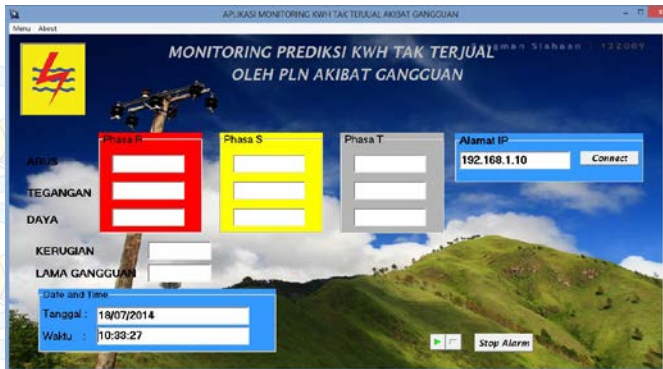 APLIKASI MONITORING KWH TAK TERJUAL AKIBAT GANGGUAN
Menu About
MONITORING PREDIKSI KWH TAK TERJUAL
OLEH PLN AKIBAT GANGGUAN
Siahaan 122009
Phasa R Phasa S Phasa T Alamat IP
ARUS
192.168.1.10 Connect
TEGANGAN
DAYA
KERUGIAN
LAMA GANGGUAN
Date and Time
Tanggal : 18/07/2014
Waktu : 10:33:27
Stop Alarm